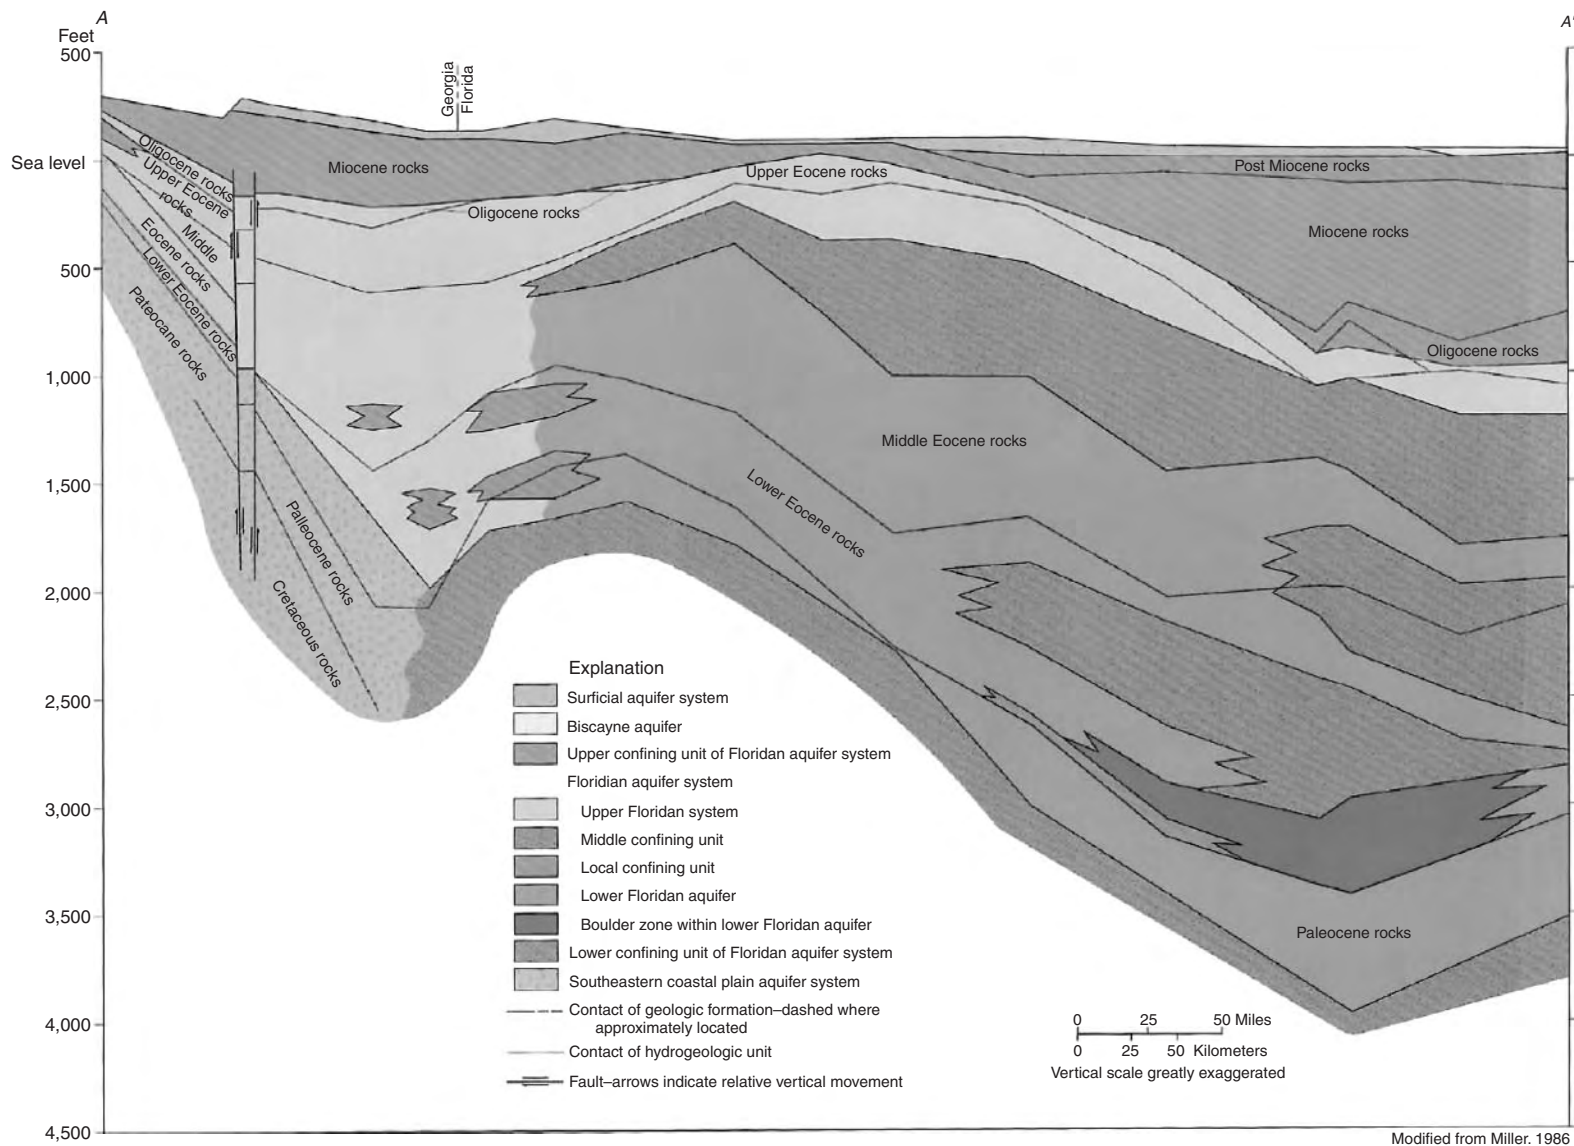 A
A'
Feet
500
Sea level
500
1,000
1,500
2,000
2,500
3,000
3,500
4,000
4,500
Georgia
Florida
Oligocene rocks
Upper Eocene
rocks
Middle
Eocene rocks
Lower Eocene rocks
Pateocane rocks
Miocene rocks
Oligocene rocks
Upper Eocene rocks
Post Miocene rocks
Miocene rocks
Oligocene rocks
Middle Eocene rocks
Lower Eocene rocks
Palleocene rocks
Cretaceous rocks
Paleocene rocks
Explanation
Surficial aquifer system
Biscayne aquifer
Upper confining unit of Floridan aquifer system
Floridian aquifer system
Upper Floridan system
Middle confining unit
Local confining unit
Lower Floridan aquifer
Boulder zone within lower Floridan aquifer
Lower confining unit of Floridan aquifer system
Southeastern coastal plain aquifer system
Contact of geologic formation–dashed where
approximately located
Contact of hydrogeologic unit
Fault–arrows indicate relative vertical movement
0 25 50 Miles
0 25 50 Kilometers
Vertical scale greatly exaggerated
Modified from Miller. 1986